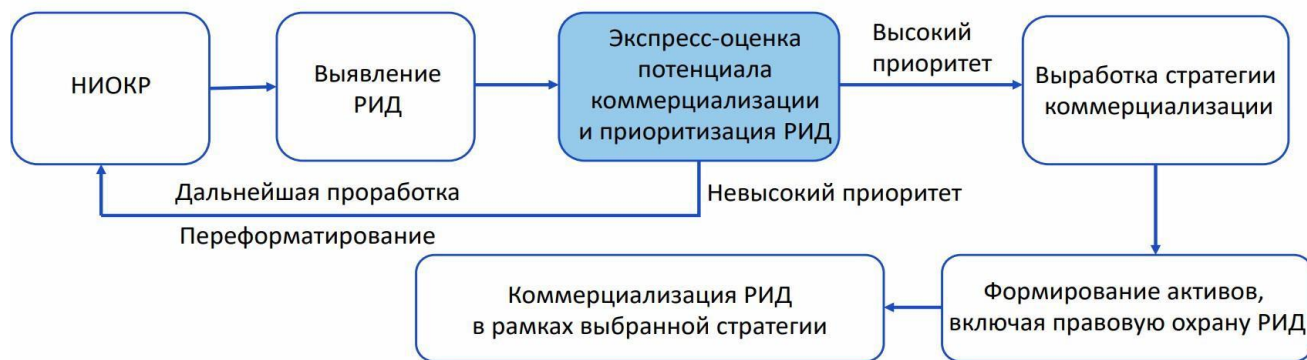 НИОКР
Выявление
РИД
Экспресс-оценка
потенциала
коммерциализации
и приоритизация РИД
Высокий
приоритет
Выработка стратегии
коммерциализации
Дальнейшая проработка
Невысокий приоритет
Переформатирование
Коммерциализация РИД
в рамках выбранной стратегии
Формирование активов,
включая правовую охрану РИД